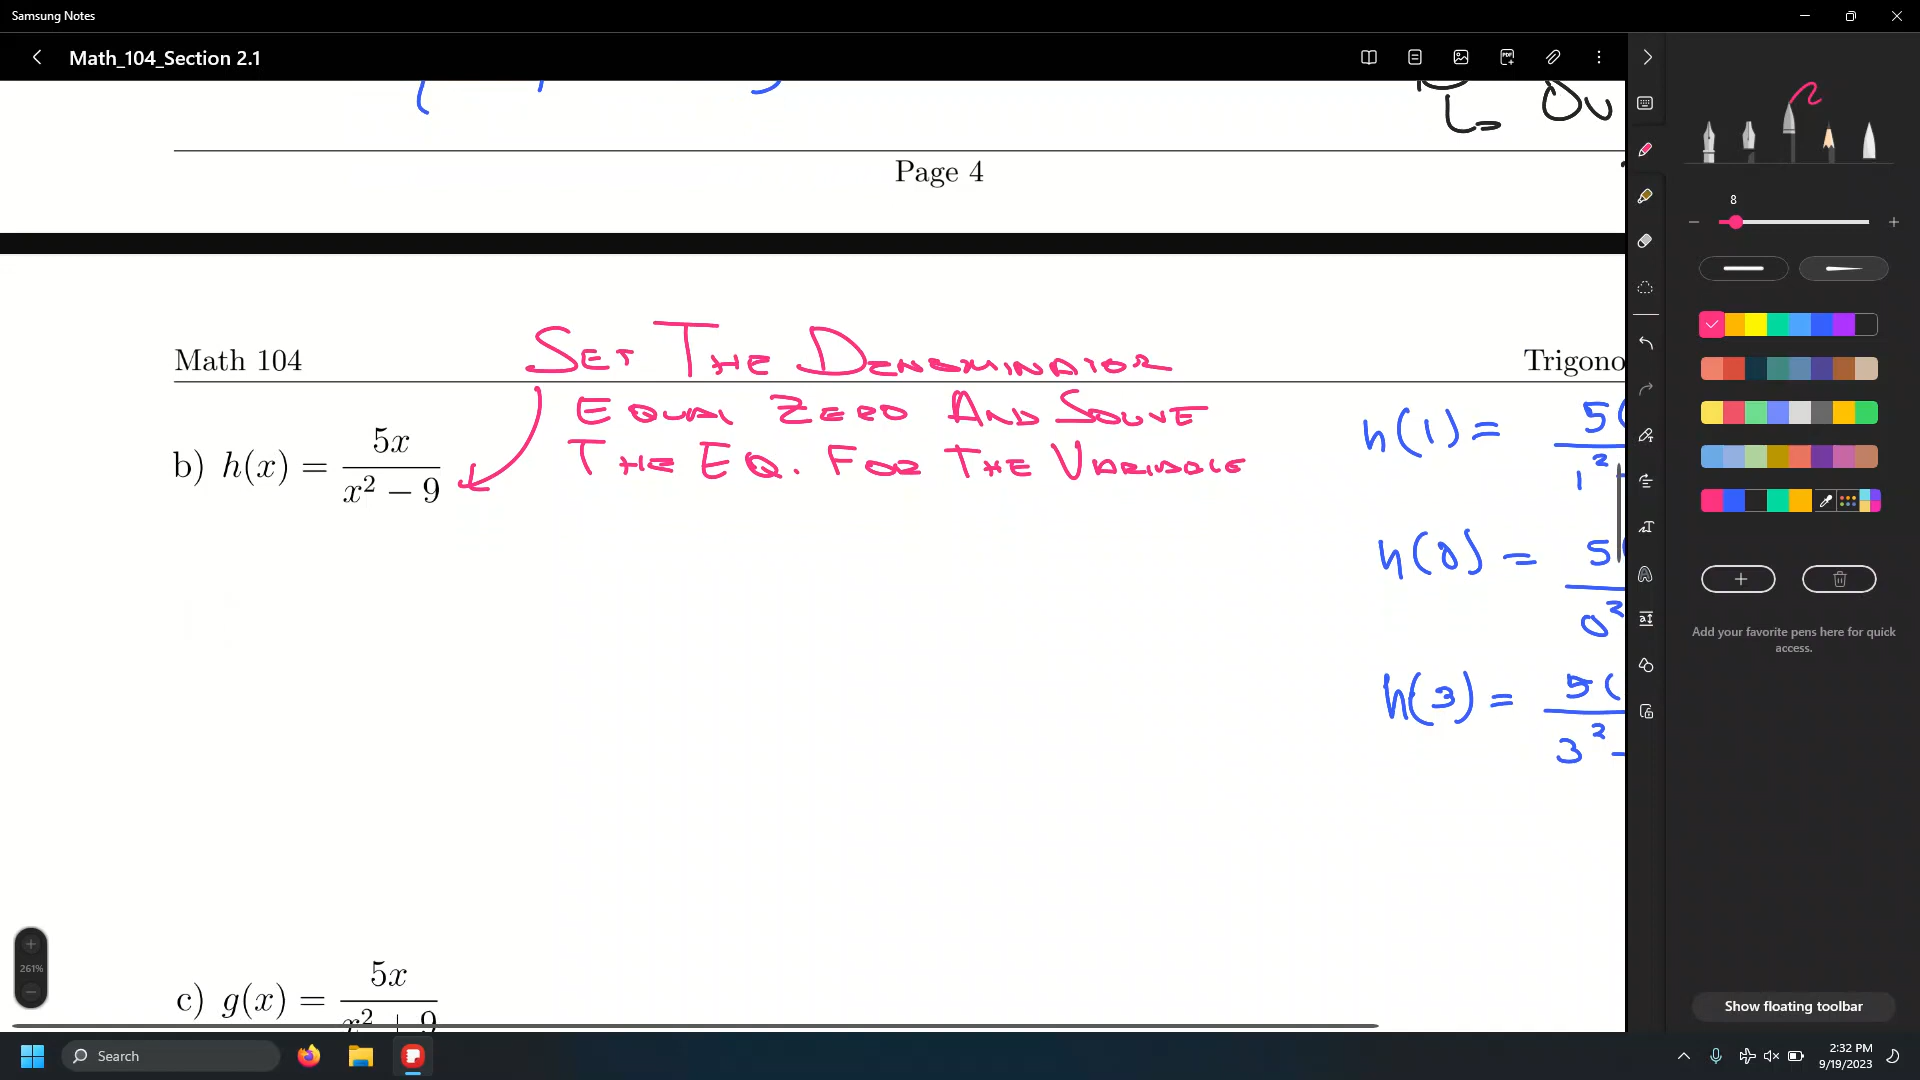 Samsung Notes
Math_104_Section 2.1
Page 4
8
Math 104
Trigono
SET THE DENOMINATOR
EQUAL ZERO AND SOLVE
THE EQ. FOR THE VARIABLE
b) h(x) = 5x / x² − 9
h(1) = 5( / 1²
h(0) = 5( / 0²
h(3) = 5( / 3² -
Add your favorite pens here for quick
access.
261%
c) g(x) = 5x / x² + 9
Show floating toolbar
Search
2:32 PM
9/19/2023